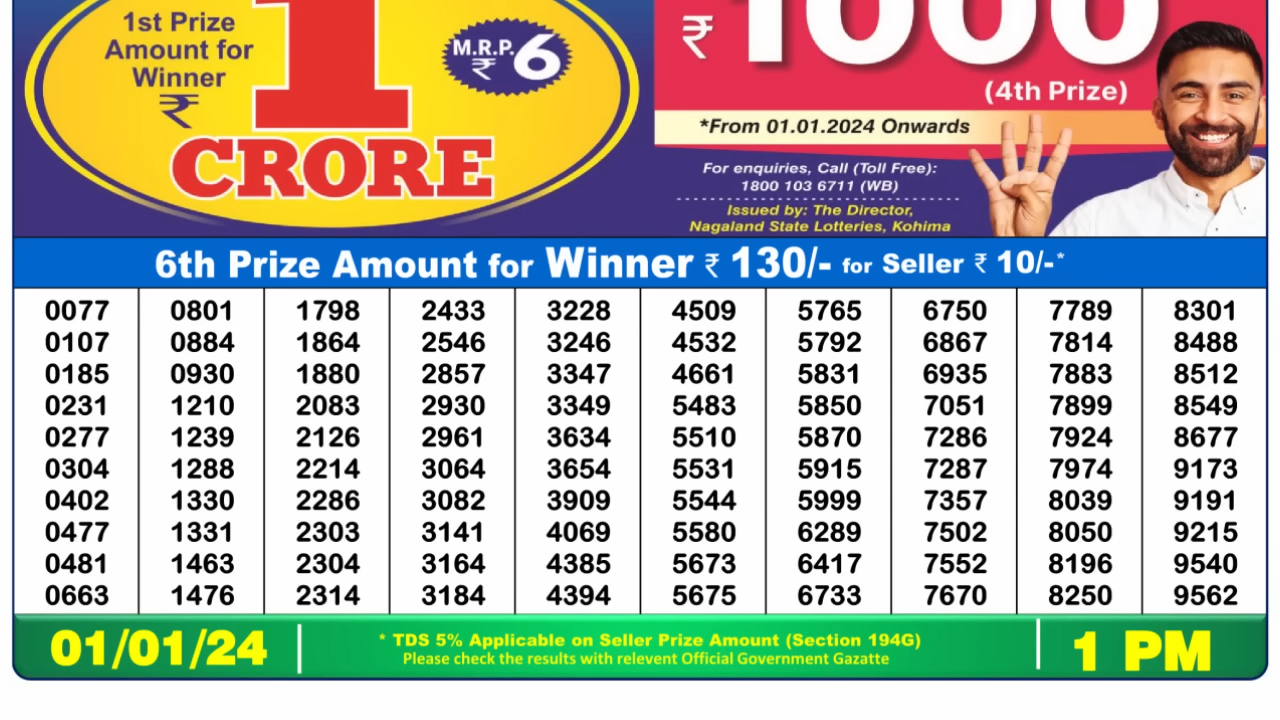 1st Prize
Amount for
Winner
₹
1
CRORE
M.R.P.
₹ 6
₹ 1000
(4th Prize)
*From 01.01.2024 Onwards
For enquiries, Call (Toll Free):
1800 103 6711 (WB)
Issued by: The Director,
Nagaland State Lotteries, Kohima
6th Prize Amount for Winner ₹ 130/- for Seller ₹ 10/-*
0077 0801 1798 2433 3228 4509 5765 6750 7789 8301
0107 0884 1864 2546 3246 4532 5792 6867 7814 8488
0185 0930 1880 2857 3347 4661 5831 6935 7883 8512
0231 1210 2083 2930 3349 5483 5850 7051 7899 8549
0277 1239 2126 2961 3634 5510 5870 7286 7924 8677
0304 1288 2214 3064 3654 5531 5915 7287 7974 9173
0402 1330 2286 3082 3909 5544 5999 7357 8039 9191
0477 1331 2303 3141 4069 5580 6289 7502 8050 9215
0481 1463 2304 3164 4385 5673 6417 7552 8196 9540
0663 1476 2314 3184 4394 5675 6733 7670 8250 9562
01/01/24
* TDS 5% Applicable on Seller Prize Amount (Section 194G)
Please check the results with relevent Official Government Gazatte
1 PM